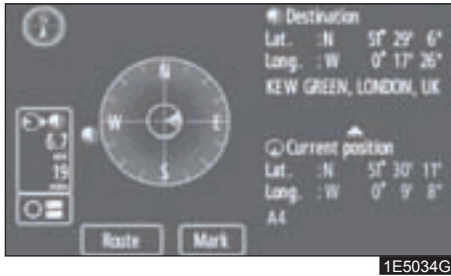 Destination
Lat. :N 51° 29' 6"
Long. :W 0° 17' 26"
KEW GREEN, LONDON, UK
N
W E
S
6.7
19
Current position
Lat. :N 51° 30' 11"
Long. :W 0° 9' 8"
A4
Route Mark
1E5034G